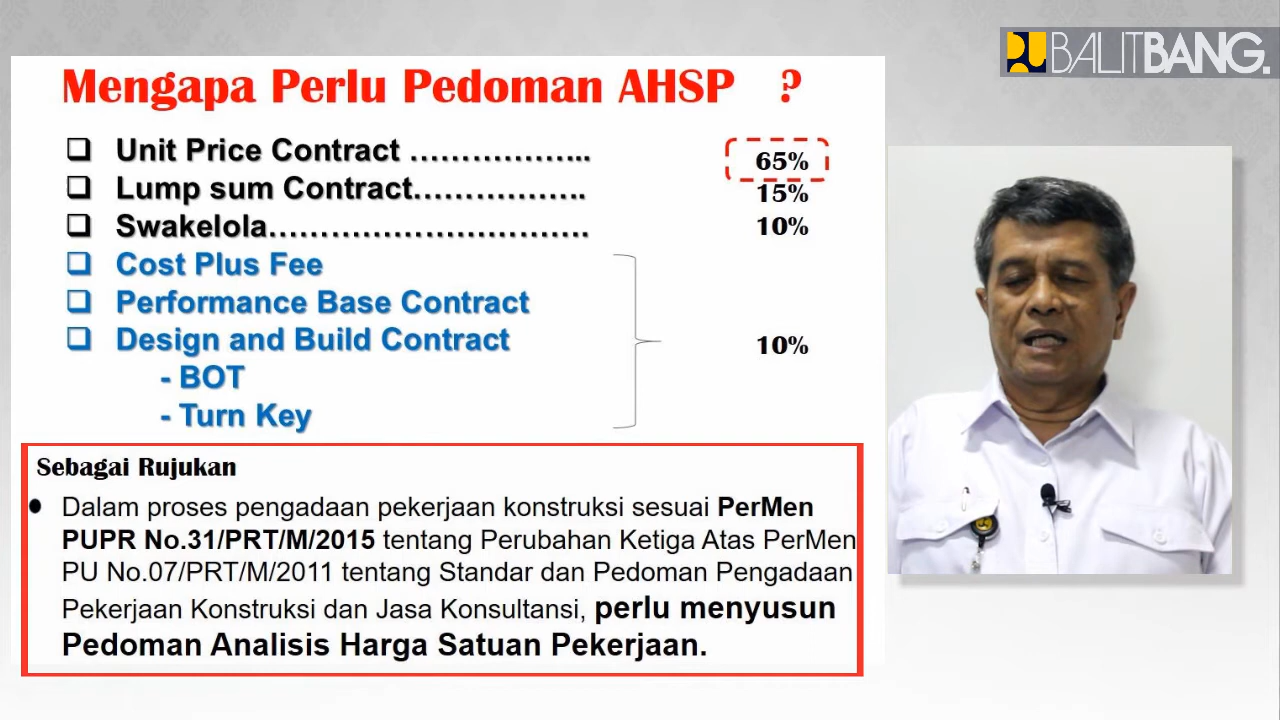 BALITBANG.
Mengapa Perlu Pedoman AHSP ?
❑ Unit Price Contract ……………... 65%
❑ Lump sum Contract…………….. 15%
❑ Swakelola…………………………. 10%
❑ Cost Plus Fee
❑ Performance Base Contract
❑ Design and Build Contract 10%
- BOT
- Turn Key
Sebagai Rujukan
● Dalam proses pengadaan pekerjaan konstruksi sesuai PerMen
PUPR No.31/PRT/M/2015 tentang Perubahan Ketiga Atas PerMen
PU No.07/PRT/M/2011 tentang Standar dan Pedoman Pengadaan
Pekerjaan Konstruksi dan Jasa Konsultansi, perlu menyusun
Pedoman Analisis Harga Satuan Pekerjaan.